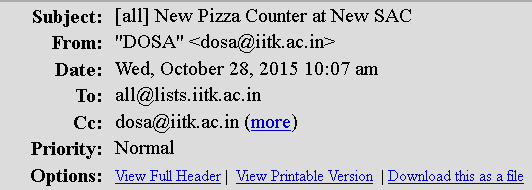 Subject: [all] New Pizza Counter at New SAC
From: "DOSA" <dosa@iitk.ac.in>
Date: Wed, October 28, 2015 10:07 am
To: all@lists.iitk.ac.in
Cc: dosa@iitk.ac.in (more)
Priority: Normal
Options: View Full Header | View Printable Version | Download this as a file